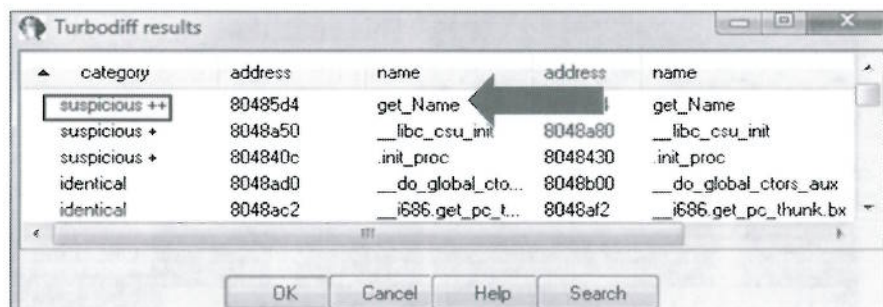 Turbodiff results
category address name address name
suspicious ++ 80485d4 get_Name get_Name
suspicious + 8048a50 __libc_csu_init 8048a80 __libc_csu_init
suspicious + 804840c .init_proc 8048430 .init_proc
identical 8048ad0 __do_global_cto... 8048b00 __do_global_ctors_aux
identical 8048ac2 __i686.get_pc_t... 8048af2 __i686.get_pc_thunk.bx
OK Cancel Help Search